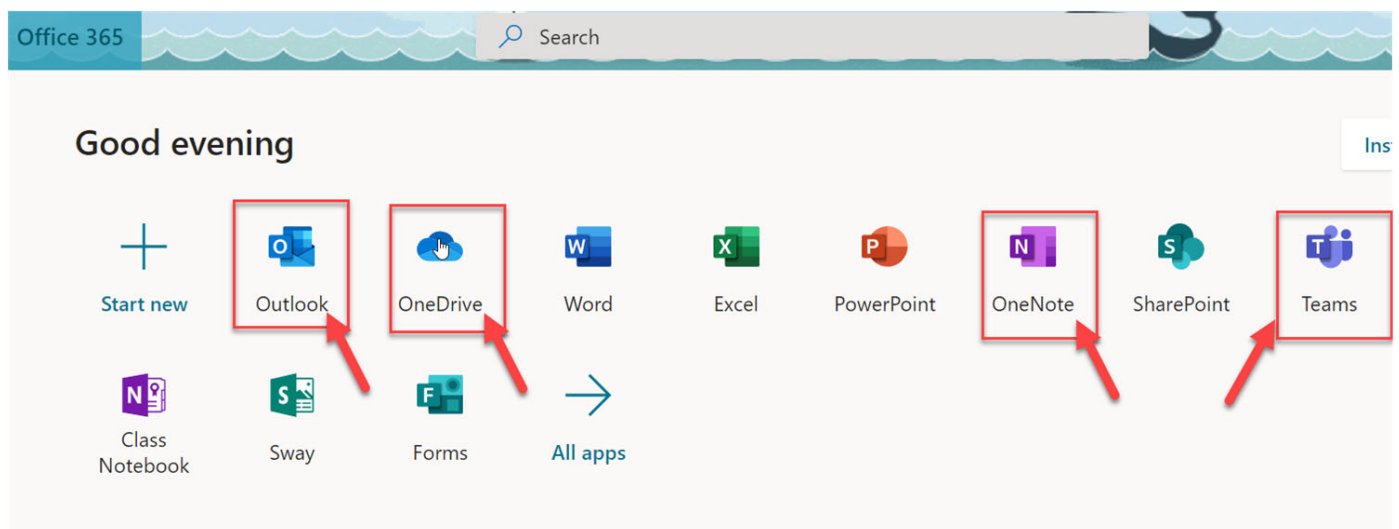 Office 365
Search
Good evening
Start new
Outlook
OneDrive
Word
Excel
PowerPoint
OneNote
SharePoint
Teams
Class
Notebook
Sway
Forms
All apps